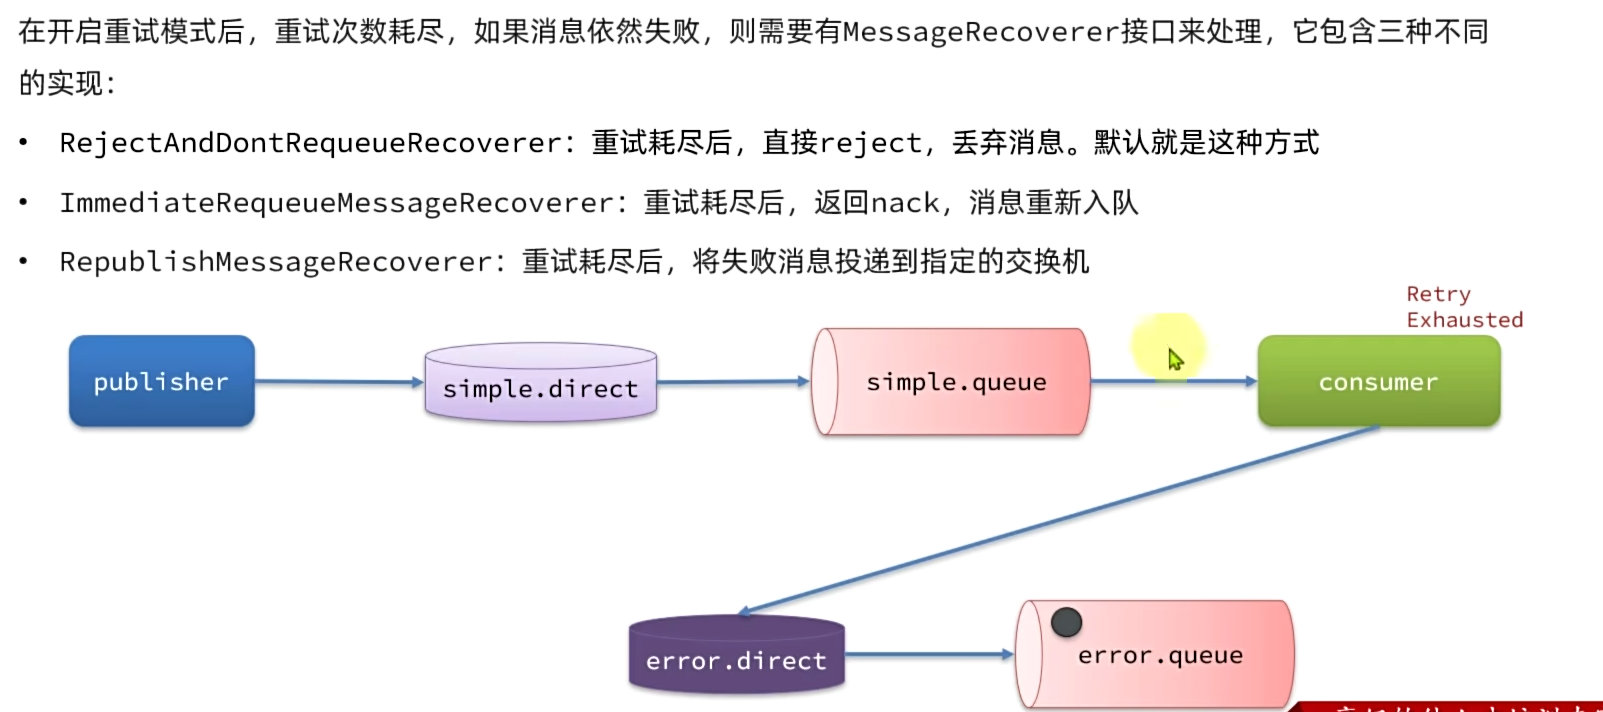 在开启重试模式后，重试次数耗尽，如果消息依然失败，则需要有MessageRecoverer接口来处理，它包含三种不同
的实现：
• RejectAndDontRequeueRecoverer：重试耗尽后，直接reject，丢弃消息。默认就是这种方式
• ImmediateRequeueMessageRecoverer：重试耗尽后，返回nack，消息重新入队
• RepublishMessageRecoverer：重试耗尽后，将失败消息投递到指定的交换机
Retry
Exhausted
publisher
simple.direct
simple.queue
consumer
error.direct
error.queue